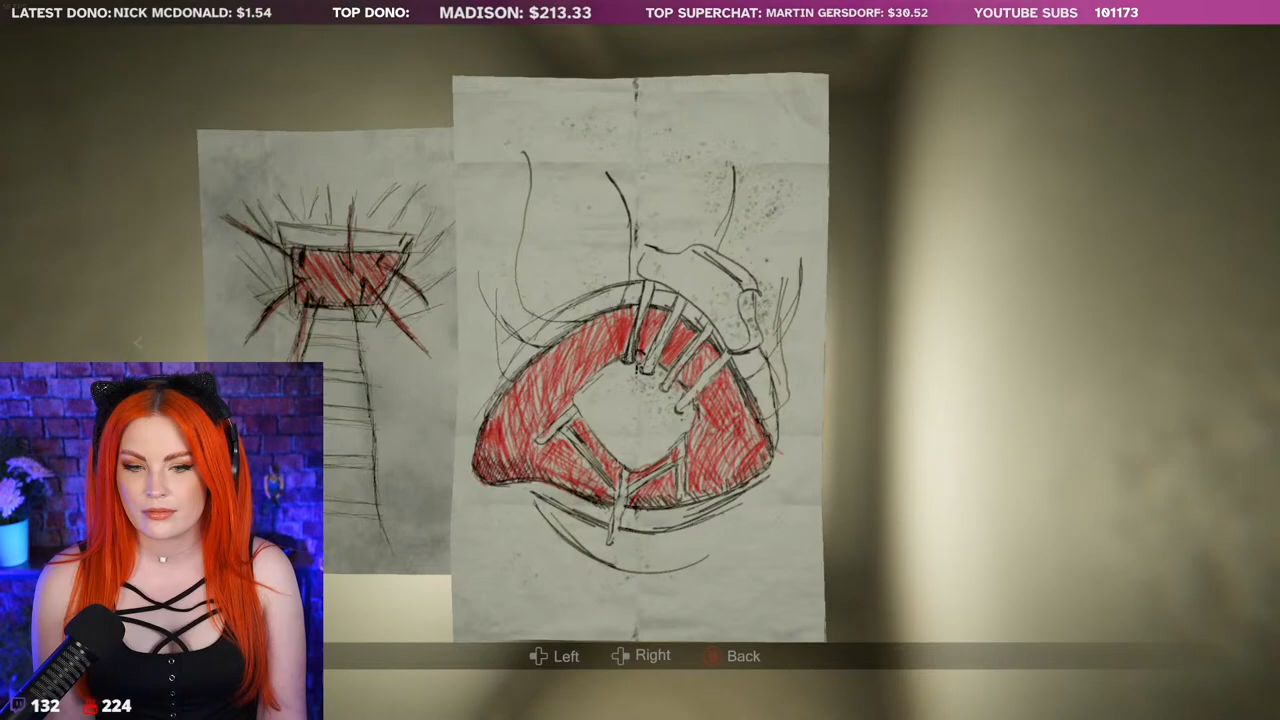 LATEST DONO: NICK MCDONALD: $1.54 TOP DONO: MADISON: $213.33 TOP SUPERCHAT: MARTIN GERSDORF: $30.52 YOUTUBE SUBS 101173
Left Right Back
132 224